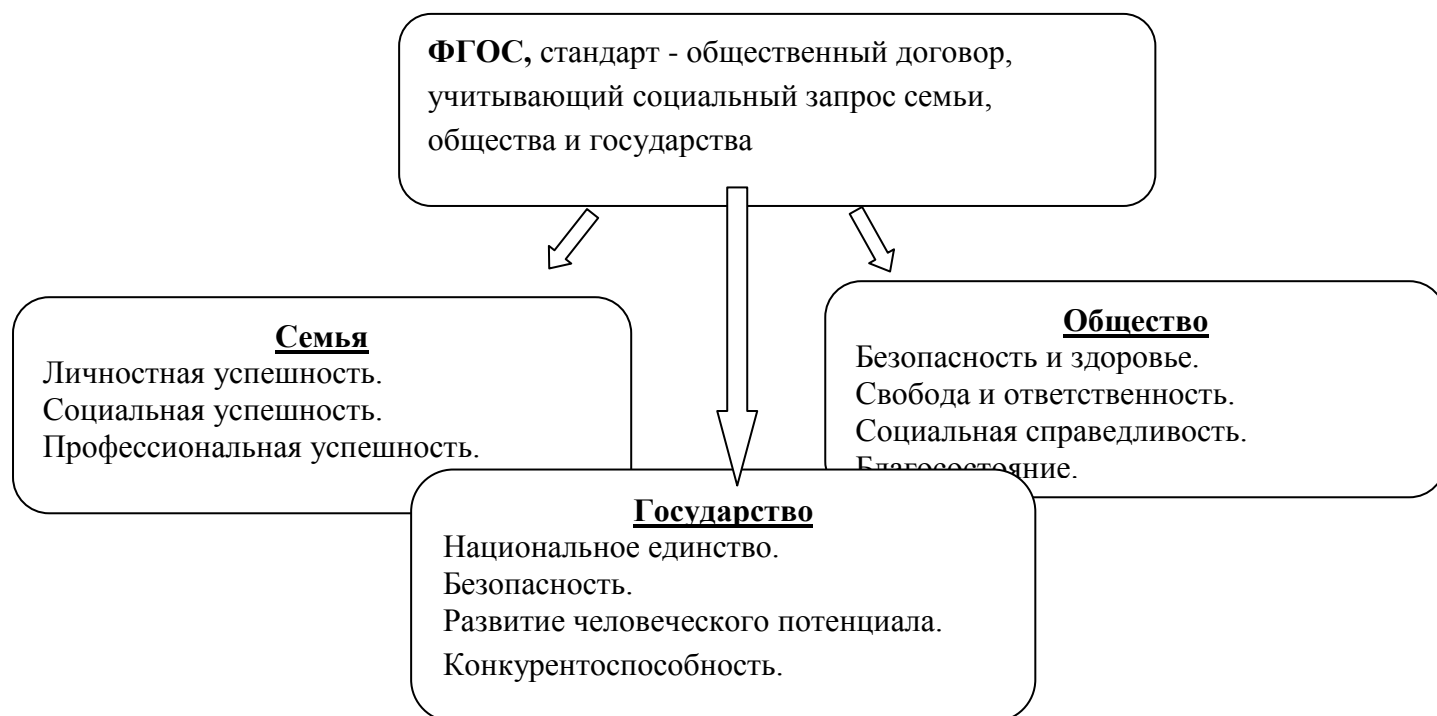 ФГОС, стандарт - общественный договор,
учитывающий социальный запрос семьи,
общества и государства
Семья
Личностная успешность.
Социальная успешность.
Профессиональная успешность.
Общество
Безопасность и здоровье.
Свобода и ответственность.
Социальная справедливость.
Благосостояние.
Государство
Национальное единство.
Безопасность.
Развитие человеческого потенциала.
Конкурентоспособность.